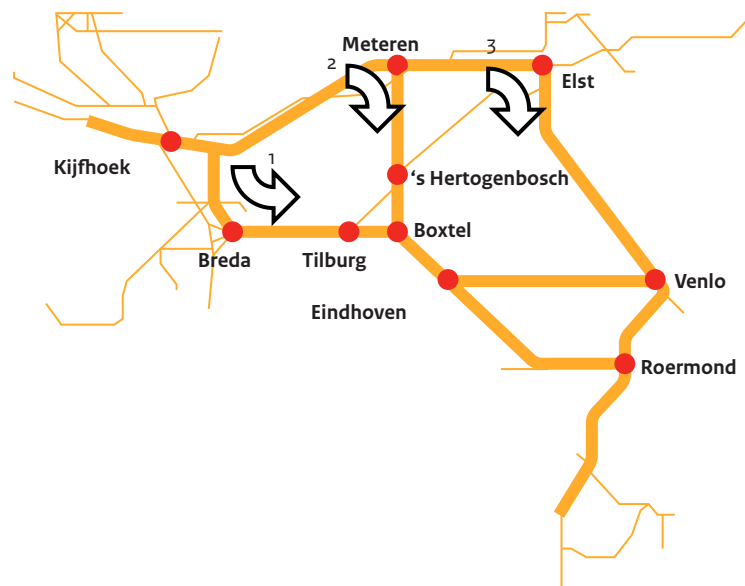 Meteren
2
3
Elst
Kijfhoek
1
‘s Hertogenbosch
Breda
Tilburg
Boxtel
Venlo
Eindhoven
Roermond